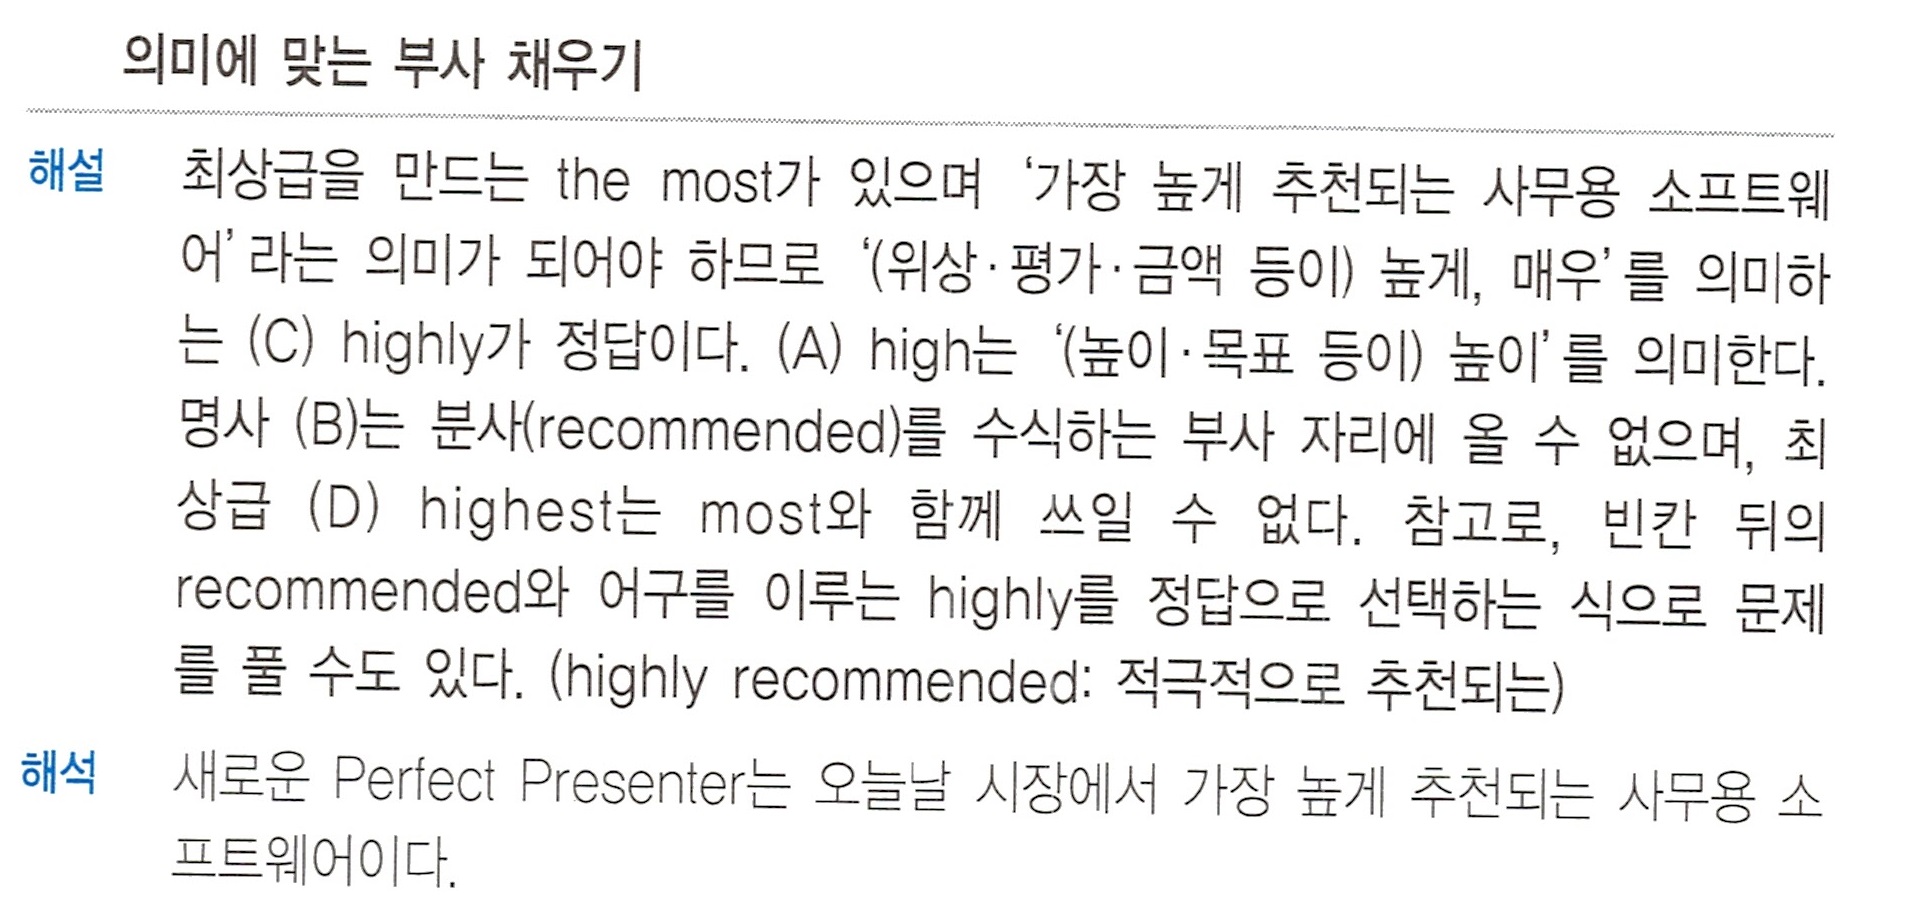 의미에 맞는 부사 채우기
해설 최상급을 만드는 the most가 있으며 ‘가장 높게 추천되는 사무용 소프트웨
어’라는 의미가 되어야 하므로 ‘(위상·평가·금액 등이) 높게, 매우’를 의미하
는 (C) highly가 정답이다. (A) high는 ‘(높이·목표 등이) 높이’를 의미한다.
명사 (B)는 분사(recommended)를 수식하는 부사 자리에 올 수 없으며, 최
상급 (D) highest는 most와 함께 쓰일 수 없다. 참고로, 빈칸 뒤의
recommended와 어구를 이루는 highly를 정답으로 선택하는 식으로 문제
를 풀 수도 있다. (highly recommended: 적극적으로 추천되는)
해석 새로운 Perfect Presenter는 오늘날 시장에서 가장 높게 추천되는 사무용 소
프트웨어이다.